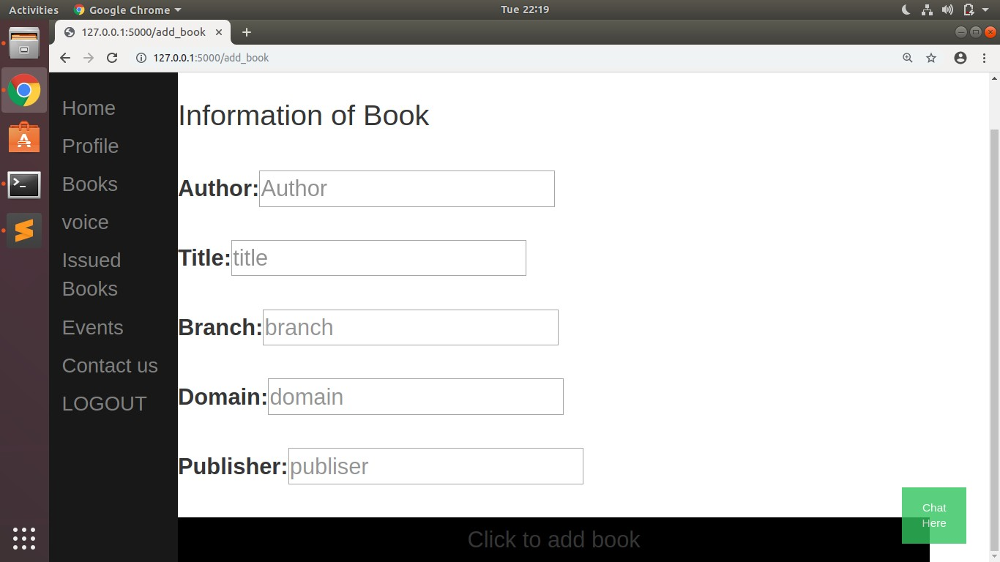 Activities
Google Chrome
Tue 22:19
127.0.0.1:5000/add_book
127.0.0.1:5000/add_book
Home
Profile
Books
voice
Issued
Books
Events
Contact us
LOGOUT
Information of Book
Author: Author
Title: title
Branch: branch
Domain: domain
Publisher: publiser
Click to add book
Chat
Here